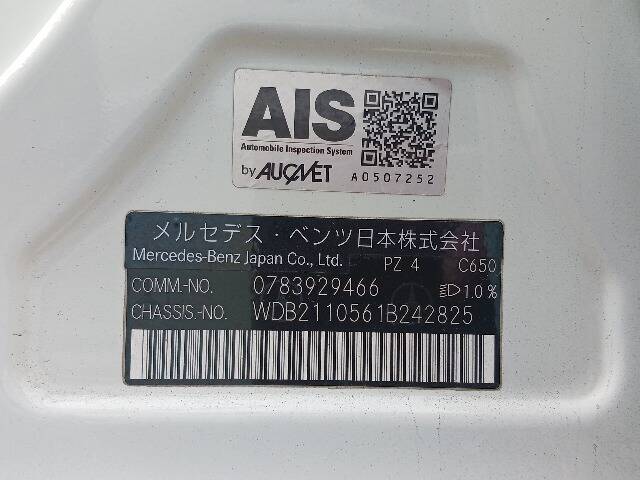 AIS
Automobile Inspection System
by AUCNET
A0507252
メルセデス・ベンツ日本株式会社
Mercedes-Benz Japan Co., Ltd. PZ 4 C650
COMM-NO. 0783929466 1.0%
CHASSIS-NO. WDB2110561B242825